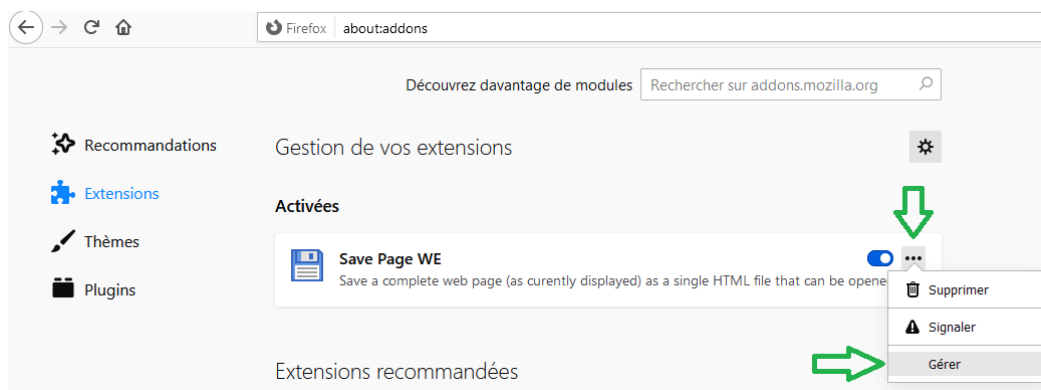 Firefox about:addons
Découvrez davantage de modules Rechercher sur addons.mozilla.org
Recommandations
Extensions
Thèmes
Plugins
Gestion de vos extensions
Activées
Save Page WE
Save a complete web page (as curently displayed) as a single HTML file that can be opene
Supprimer
Signaler
Gérer
Extensions recommandées